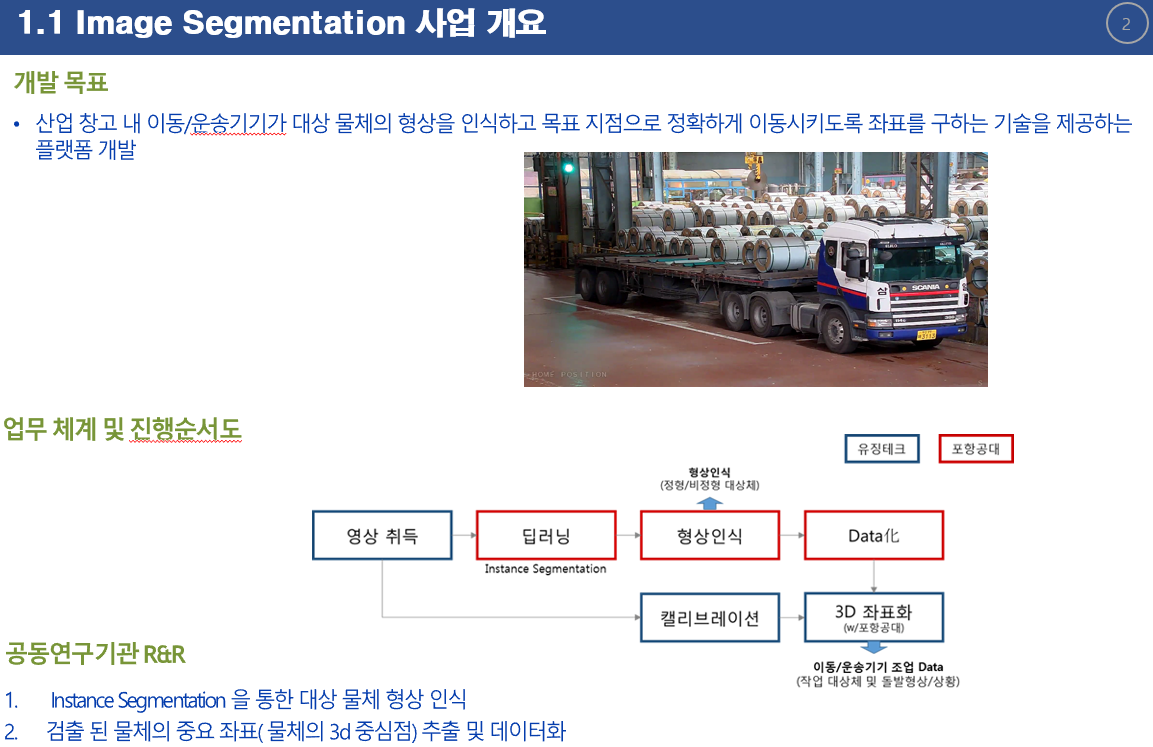 1.1 Image Segmentation 사업 개요
2
개발 목표
• 산업 창고 내 이동/운송기기가 대상 물체의 형상을 인식하고 목표 지점으로 정확하게 이동시키도록 좌표를 구하는 기술을 제공하는
플랫폼 개발
삼
SCANIA
HOME POSITION
업무 체계 및 진행순서도
유징테크
포항공대
형상인식
(정형/비정형 대상체)
영상 취득
딥러닝
형상인식
Data化
Instance Segmentation
캘리브레이션
3D 좌표화
(w/포항공대)
이동/운송기기 조업 Data
(작업 대상체 및 돌발형상/상황)
공동연구기관 R&R
1. Instance Segmentation 을 통한 대상 물체 형상 인식
2. 검출 된 물체의 중요 좌표( 물체의 3d 중심점) 추출 및 데이터화